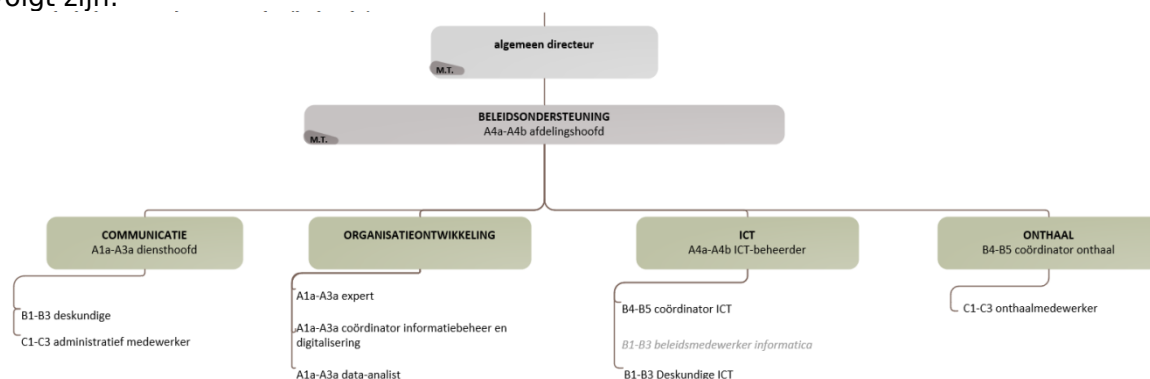 volgt zijn:
algemeen directeur
M.T.
BELEIDSONDERSTEUNING
A4a-A4b afdelingshoofd
M.T.
COMMUNICATIE
A1a-A3a diensthoofd
B1-B3 deskundige
C1-C3 administratief medewerker
ORGANISATIEONTWIKKELING
A1a-A3a expert
A1a-A3a coördinator informatiebeheer en
digitalisering
A1a-A3a data-analist
ICT
A4a-A4b ICT-beheerder
B4-B5 coördinator ICT
B1-B3 beleidsmedewerker informatica
B1-B3 Deskundige ICT
ONTHAAL
B4-B5 coördinator onthaal
C1-C3 onthaalmedewerker